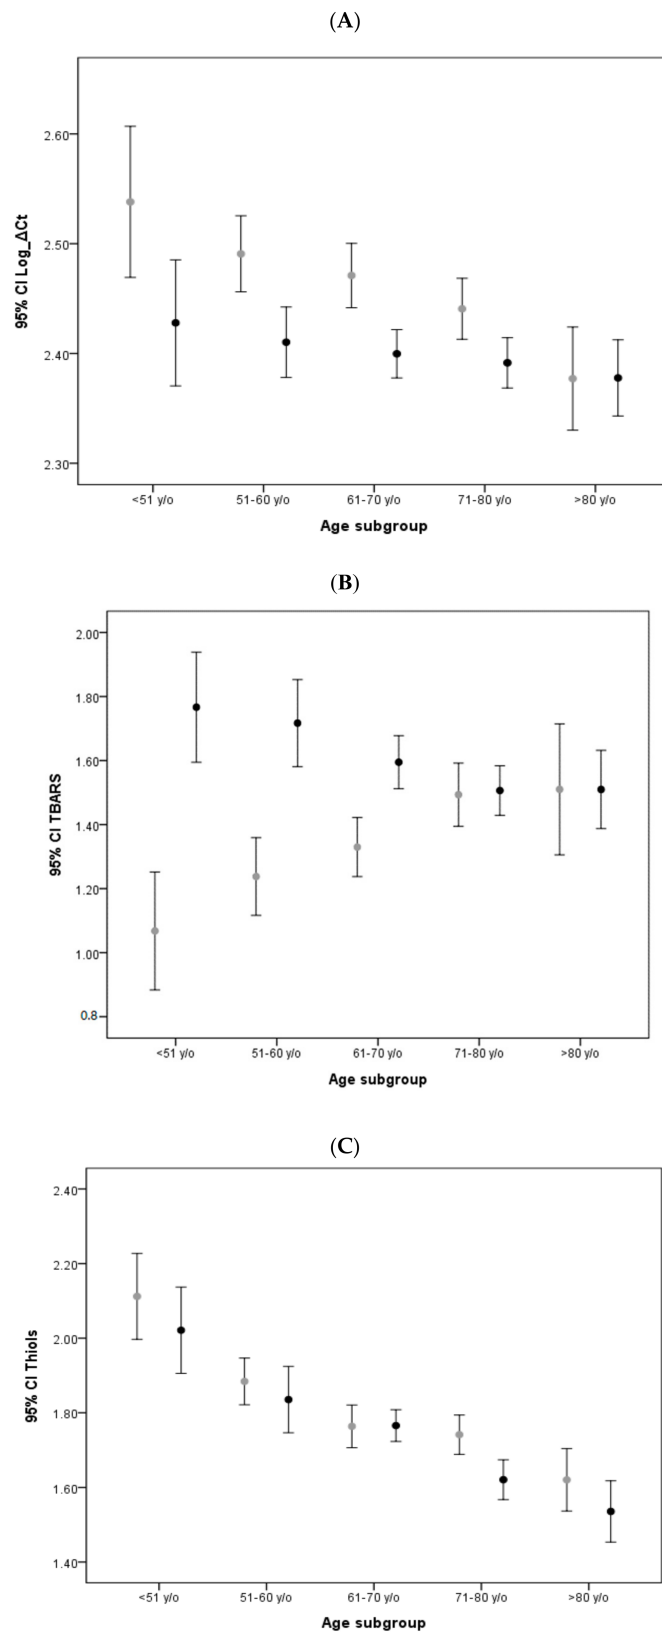 (A)
95% CI Log_ΔCt
2.60
2.50
2.40
2.30
<51 y/o 51-60 y/o 61-70 y/o 71-80 y/o >80 y/o
Age subgroup
(B)
95% CI TBARS
2.00
1.80
1.60
1.40
1.20
1.00
0.8
<51 y/o 51-60 y/o 61-70 y/o 71-80 y/o >80 y/o
Age subgroup
(C)
95% CI Thiols
2.40
2.20
2.00
1.80
1.60
1.40
<51 y/o 51-60 y/o 61-70 y/o 71-80 y/o >80 y/o
Age subgroup